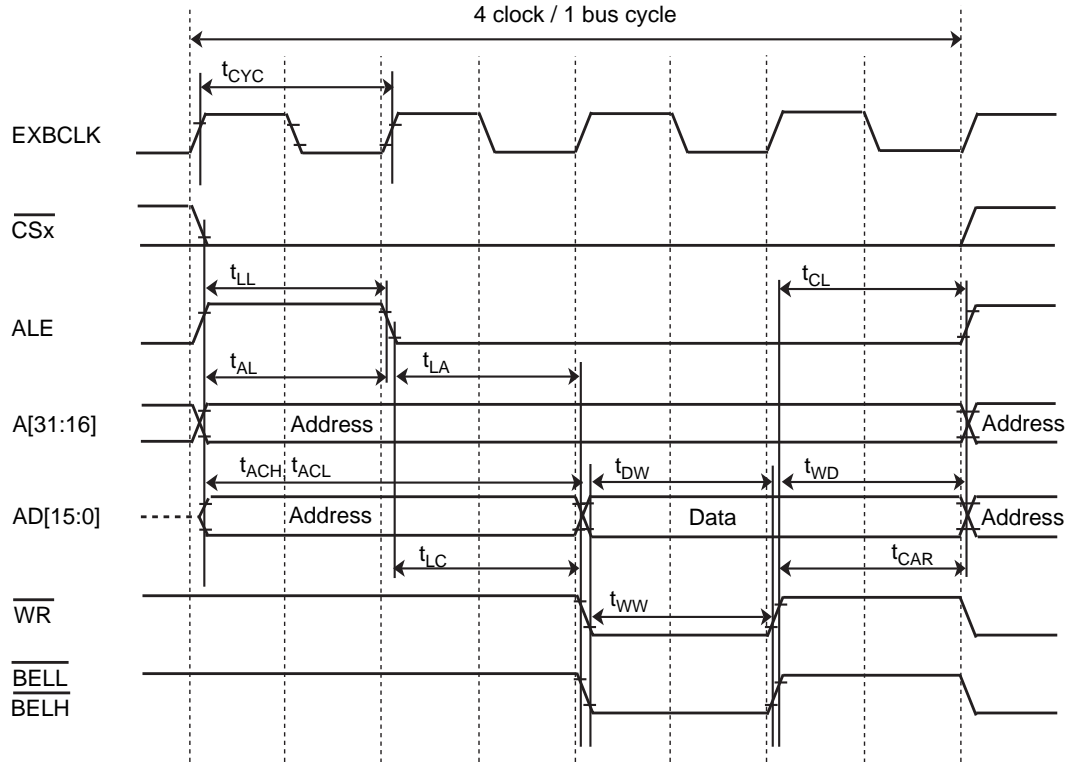 4 clock / 1 bus cycle
tCYC
EXBCLK
CSx
tLL
tCL
ALE
tAL
tLA
A[31:16]
Address
Address
tACH, tACL
tDW
tWD
AD[15:0]
Address
Data
Address
tLC
tCAR
WR
tWW
BELL
BELH